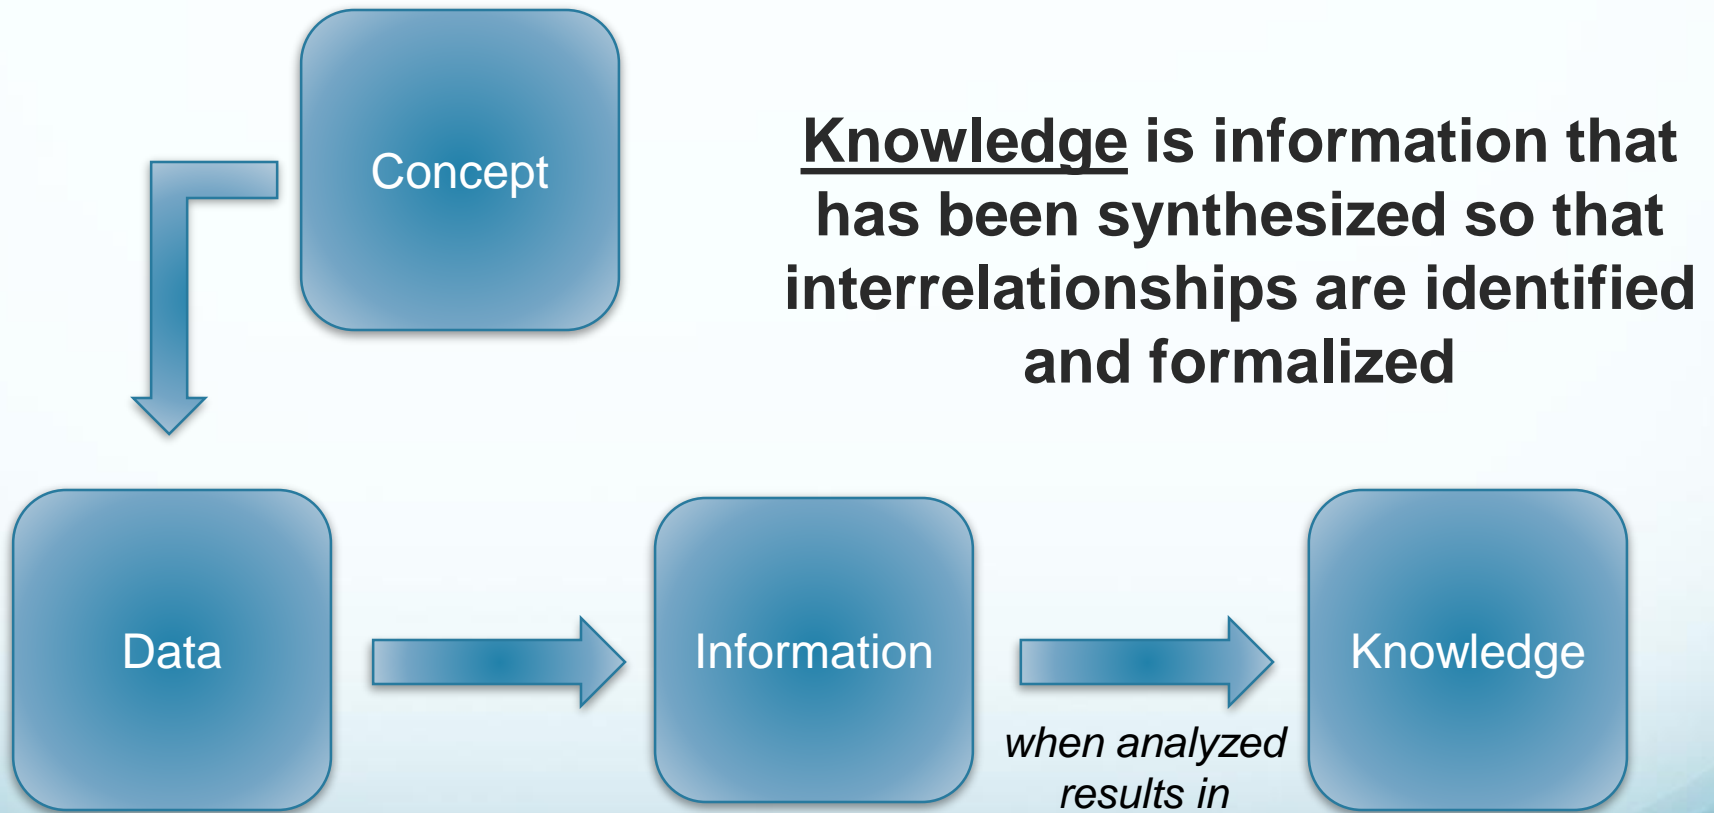 Concept
Knowledge is information that
has been synthesized so that
interrelationships are identified
and formalized
Data
Information
Knowledge
when analyzed
results in